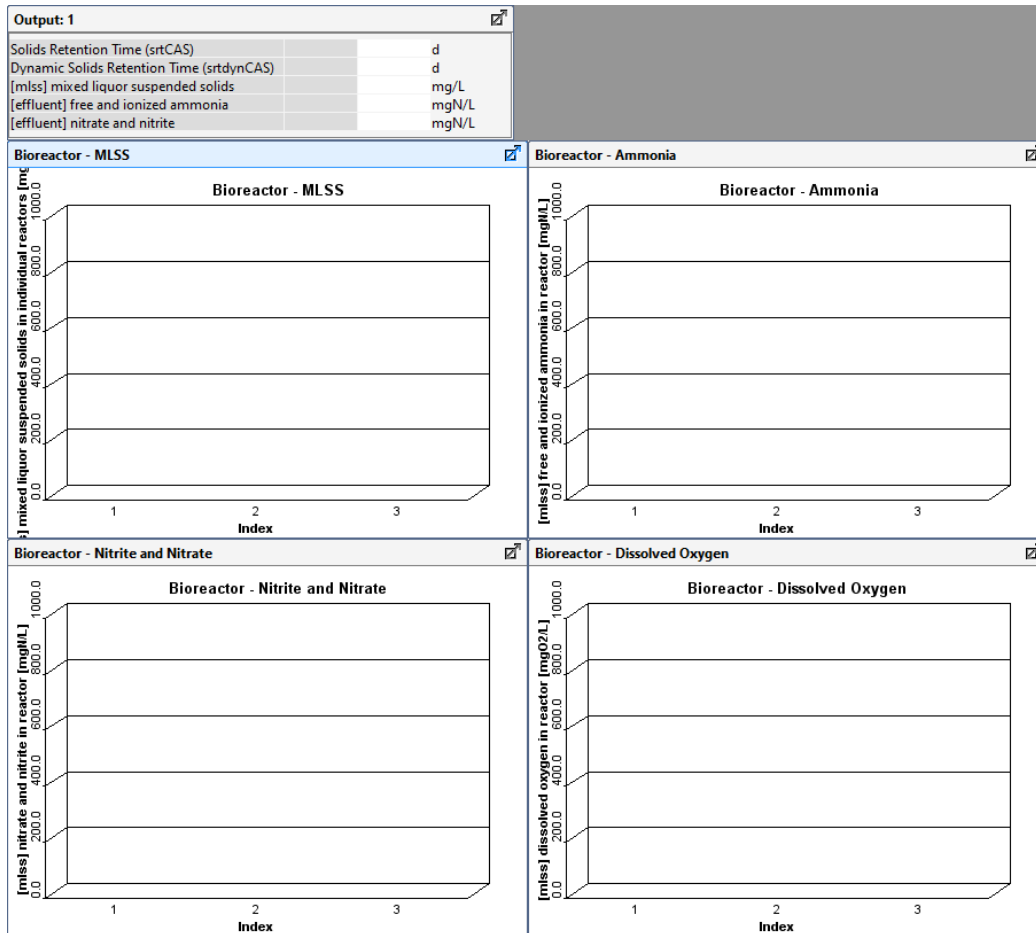 Output: 1
Solids Retention Time (srtCAS) d
Dynamic Solids Retention Time (srtdynCAS) d
[mlss] mixed liquor suspended solids mg/L
[effluent] free and ionized ammonia mgN/L
[effluent] nitrate and nitrite mgN/L
Bioreactor - MLSS
Bioreactor - MLSS
s] mixed liquor suspended solids in individual reactors [mg
1000.0
800.0
600.0
400.0
200.0
0.0
1 2 3
Index
Bioreactor - Ammonia
Bioreactor - Ammonia
[mlss] free and ionized ammonia in reactor [mgN/L]
1000.0
800.0
600.0
400.0
200.0
0.0
1 2 3
Index
Bioreactor - Nitrite and Nitrate
Bioreactor - Nitrite and Nitrate
[mlss] nitrate and nitrite in reactor [mgN/L]
1000.0
800.0
600.0
400.0
200.0
0.0
1 2 3
Index
Bioreactor - Dissolved Oxygen
Bioreactor - Dissolved Oxygen
[mlss] dissolved oxygen in reactor [mgO2/L]
1000.0
800.0
600.0
400.0
200.0
0.0
1 2 3
Index